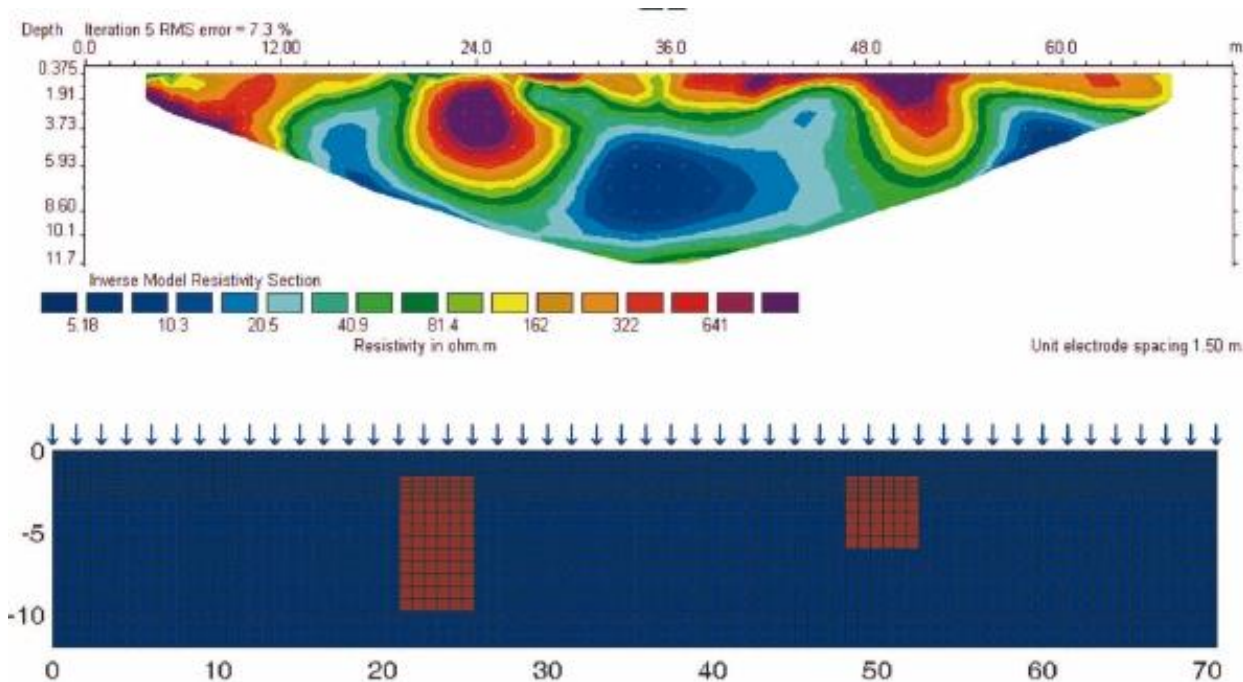 Depth Iteration 5 RMS error = 7.3 %
0.0 12.00 24.0 36.0 48.0 60.0 m
0.375
1.91
3.73
5.93
8.60
10.1
11.7
Inverse Model Resistivity Section
5.18 10.3 20.5 40.9 81.4 162 322 641
Resistivity in ohm.m Unit electrode spacing 1.50 m.
0
-5
-10
0 10 20 30 40 50 60 70